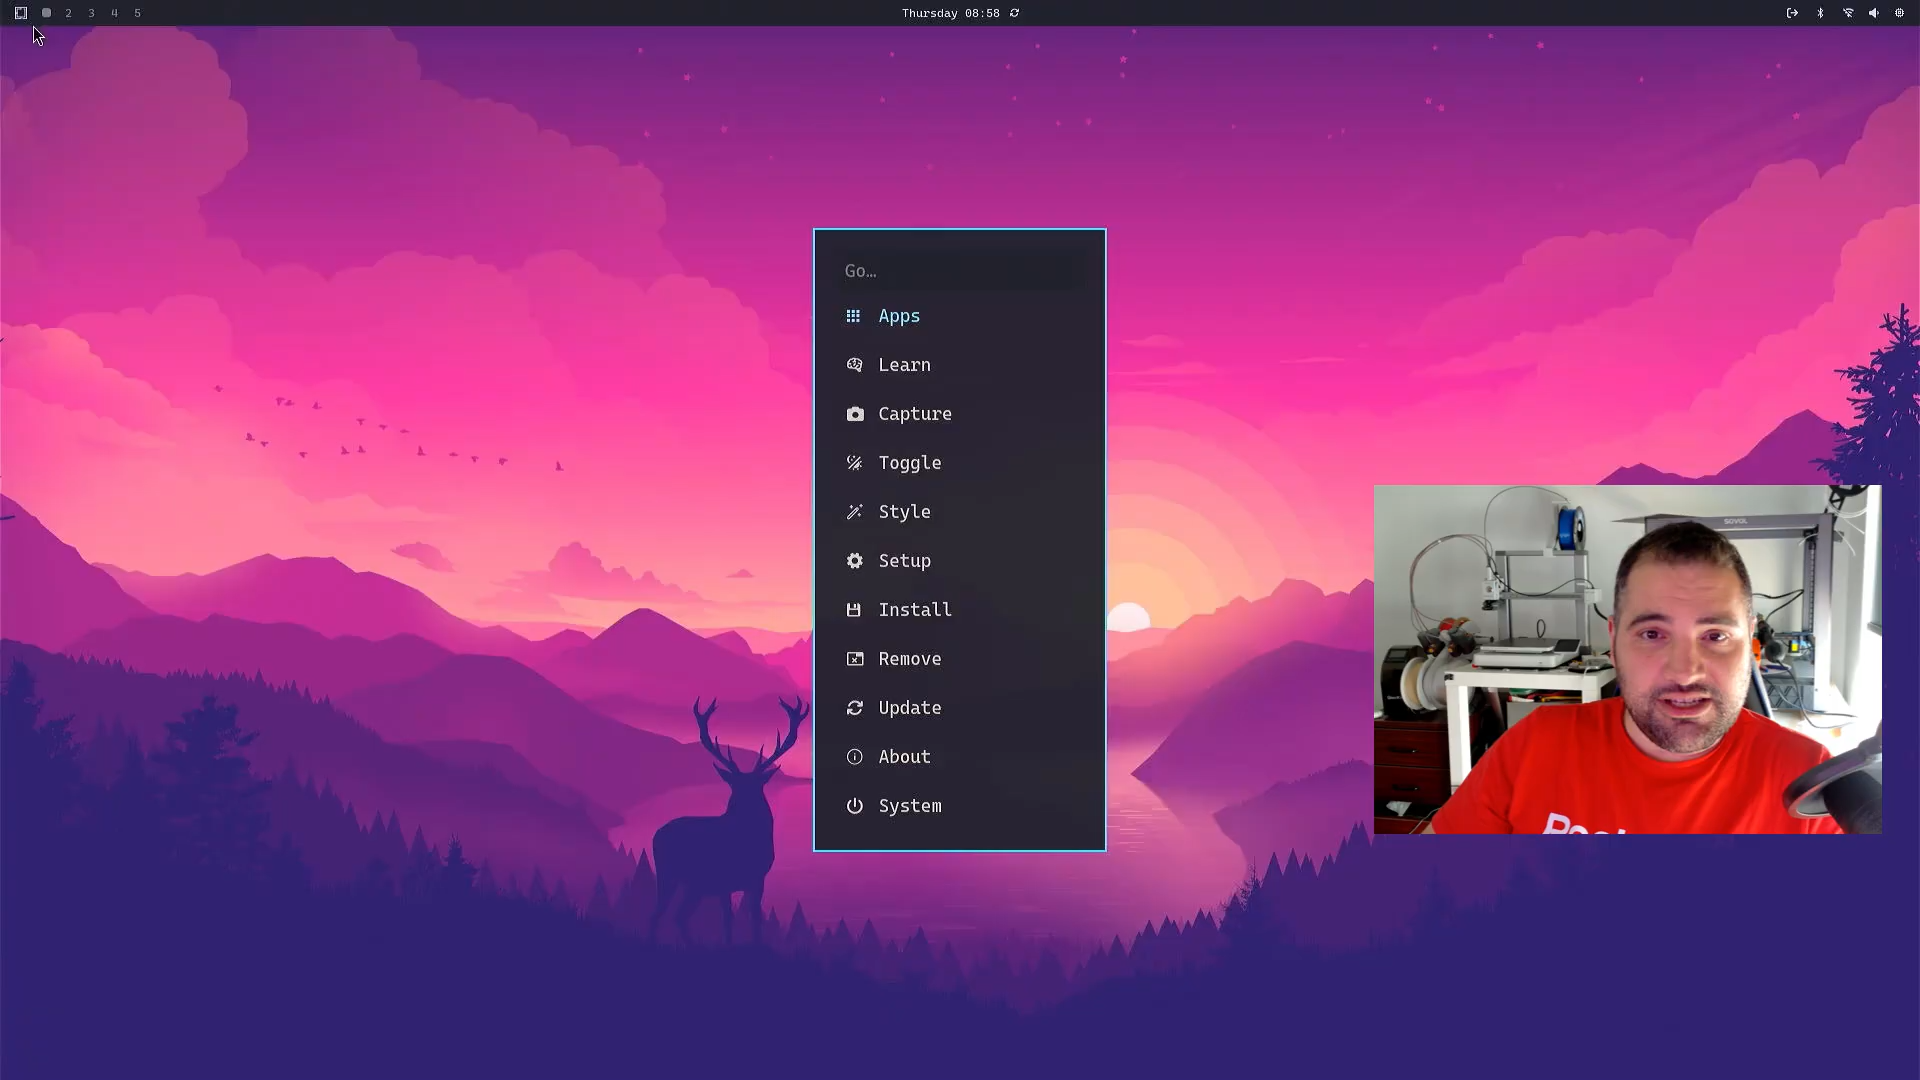 2 3 4 5
Thursday 08:58
Go…
Apps
Learn
Capture
Toggle
Style
Setup
Install
Remove
Update
About
System
SOVOL